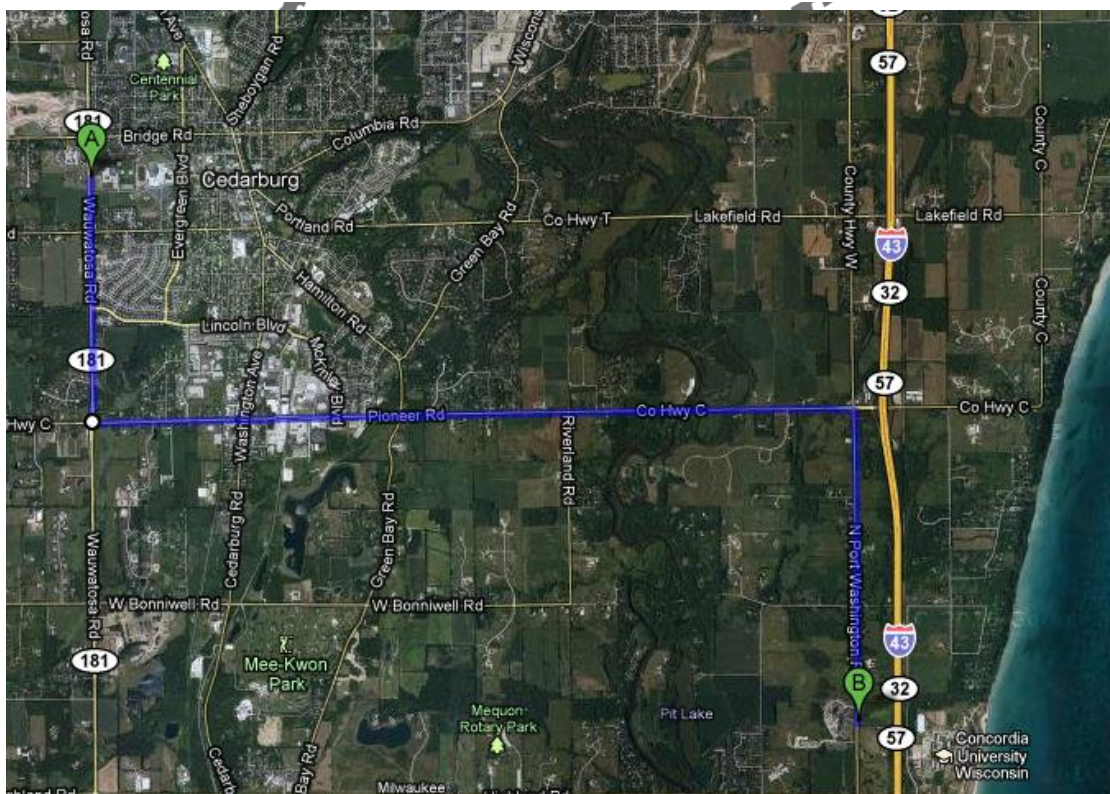 57
Centennial
Park
Sheboygan Rd
181
A
Bridge Rd
Columbia Rd
Evergreen Blvd
Cedarburg
County Hwy W
County C
Wauwatosa Rd
Portland Rd
Green Bay Rd
Co Hwy T
Lakefield Rd
Lakefield Rd
43
32
County C
Hamilton Rd
Lincoln Blvd
181
Washington Ave
57
Hwy C
Pioneer Rd
Co Hwy C
Co Hwy C
Riverland Rd
Cedarburg Rd
Green Bay Rd
N Port Washington R
Wauwatosa Rd
W Bonniwell Rd
W Bonniwell Rd
43
181
Mee-Kwon
Park
B
32
Pit Lake
Mequon
Rotary Park
57
Concordia
University
Wisconsin
Bay Rd
Cedarb
Milwaukee